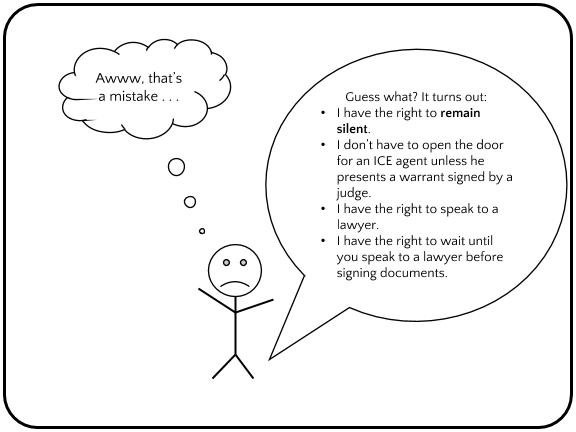 Awww, that's
a mistake . . .
Guess what? It turns out:
• I have the right to remain
silent.
• I don't have to open the door
for an ICE agent unless he
presents a warrant signed by a
judge.
• I have the right to speak to a
lawyer.
• I have the right to wait until
you speak to a lawyer before
signing documents.